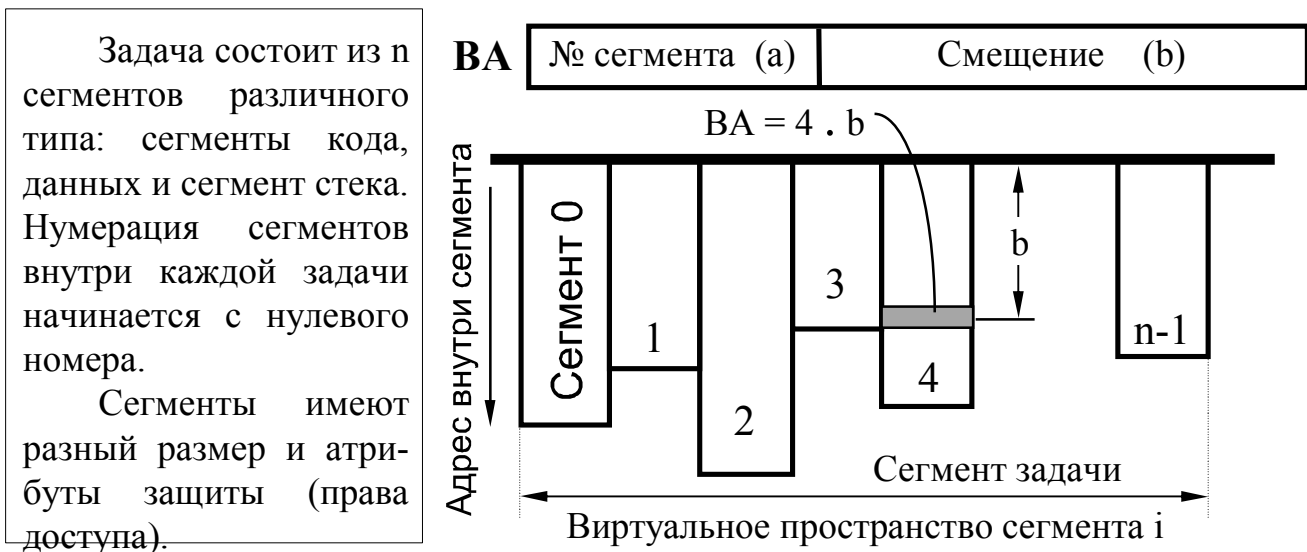 Задача состоит из n
сегментов различного
типа: сегменты кода,
данных и сегмент стека.
Нумерация сегментов
внутри каждой задачи
начинается с нулевого
номера.
Сегменты имеют
разный размер и атри-
буты защиты (права
доступа).
ВА
№ сегмента (a)
Смещение (b)
ВА = 4 . b
Адрес внутри сегмента
Сегмент 0
1
2
3
4
b
n-1
Сегмент задачи
Виртуальное пространство сегмента i